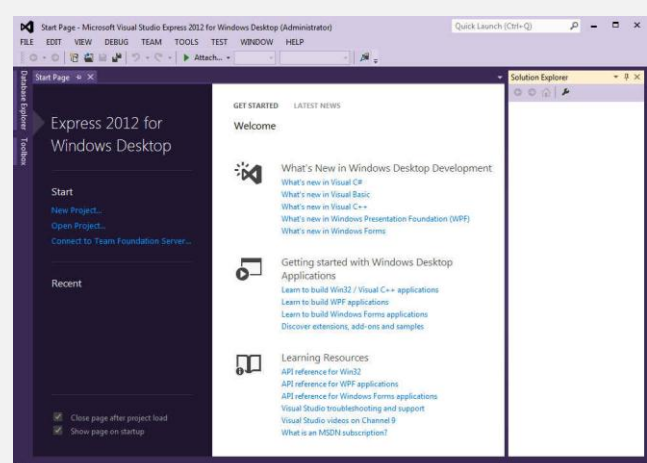 Start Page - Microsoft Visual Studio Express 2012 for Windows Desktop (Administrator)
Quick Launch (Ctrl+Q)
FILE EDIT VIEW DEBUG TEAM TOOLS TEST WINDOW HELP
Attach...
Database Explorer
Toolbox
Start Page
Express 2012 for
Windows Desktop
Start
New Project...
Open Project...
Connect to Team Foundation Server...
Recent
Close page after project load
Show page on startup
GET STARTED LATEST NEWS
Welcome
What's New in Windows Desktop Development
What's new in Visual C#
What's new in Visual Basic
What's new in Visual C++
What's new in Windows Presentation Foundation (WPF)
What's new in Windows Forms
Getting started with Windows Desktop
Applications
Learn to build Win32 / Visual C++ applications
Learn to build WPF applications
Learn to build Windows Forms applications
Discover extensions, add-ons and samples
Learning Resources
API reference for Win32
API reference for WPF applications
API reference for Windows Forms applications
Visual Studio troubleshooting and support
Visual Studio videos on Channel 9
What is an MSDN subscription?
Solution Explorer